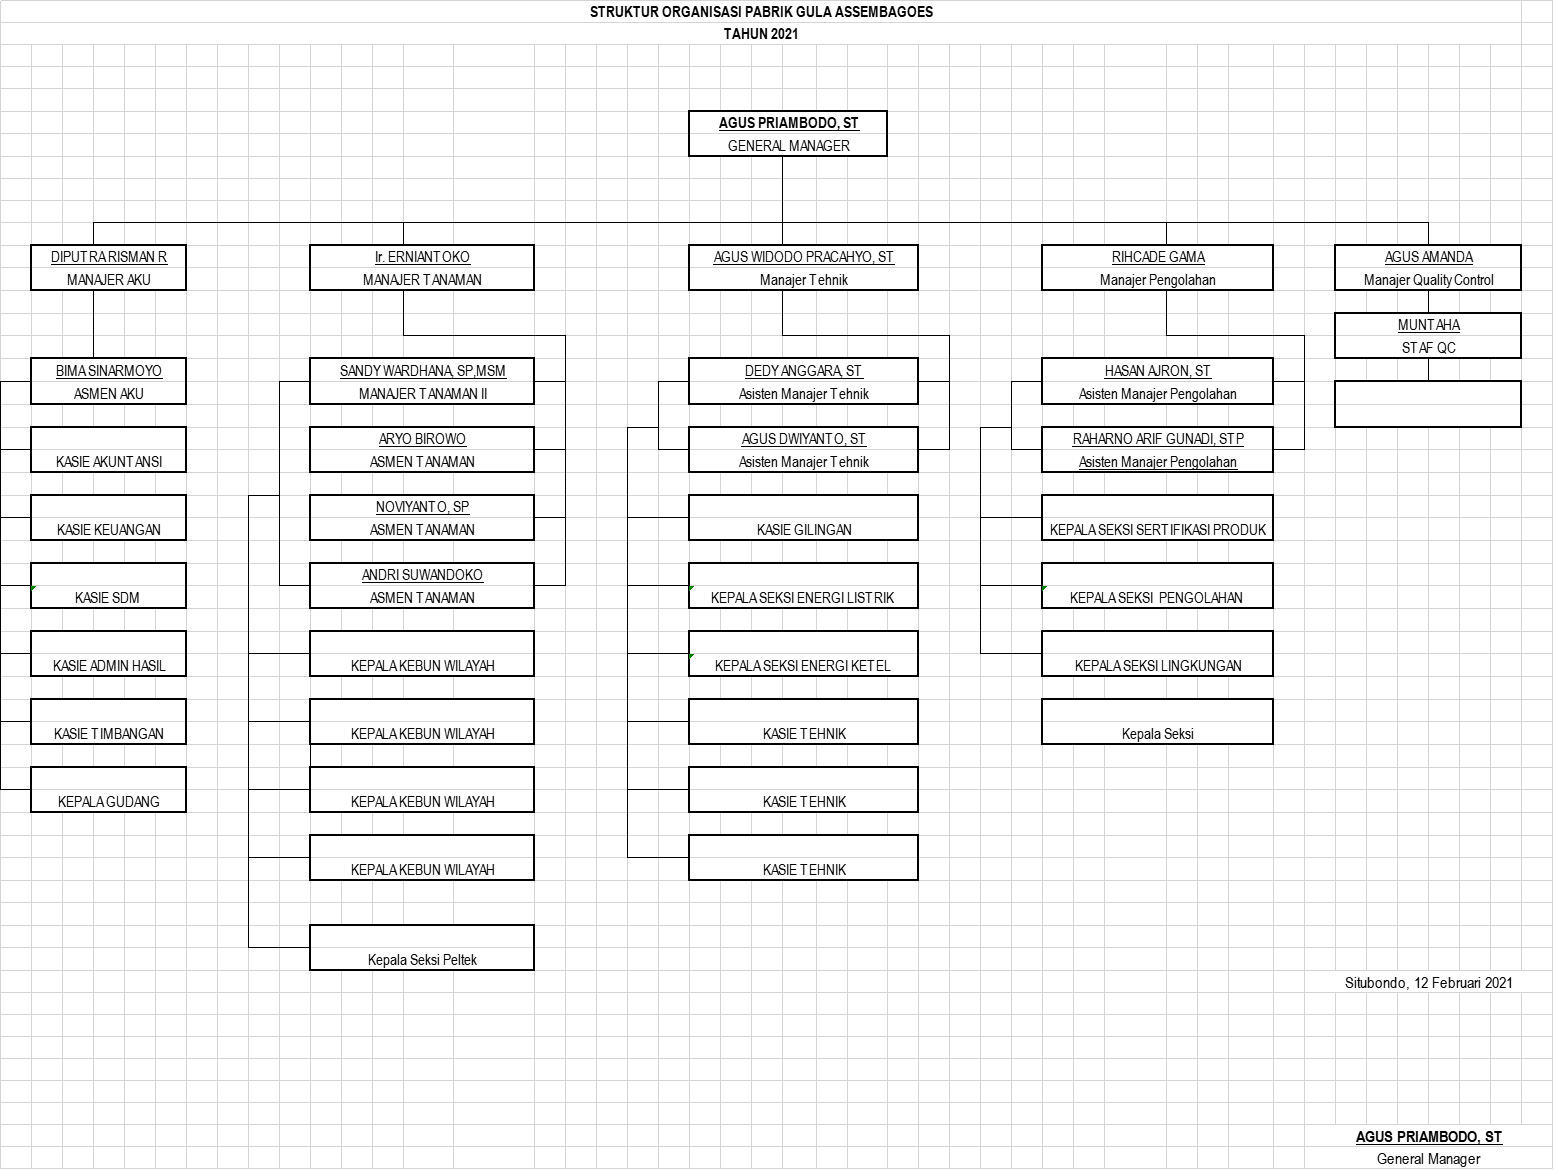 STRUKTUR ORGANISASI PABRIK GULA ASSEMBAGOES
TAHUN 2021
AGUS PRIAMBODO, ST
GENERAL MANAGER
DIPUTRA RISMAN R
MANAJER AKU
BIMA SINARMOYO
ASMEN AKU
KASIE AKUNTANSI
KASIE KEUANGAN
KASIE SDM
KASIE ADMIN HASIL
KASIE TIMBANGAN
KEPALA GUDANG
Ir. ERNIANTOKO
MANAJER TANAMAN
SANDY WARDHANA, SP,MSM
MANAJER TANAMAN II
ARYO BIROWO
ASMEN TANAMAN
NOVIYANTO, SP
ASMEN TANAMAN
ANDRI SUWANDOKO
ASMEN TANAMAN
KEPALA KEBUN WILAYAH
KEPALA KEBUN WILAYAH
KEPALA KEBUN WILAYAH
KEPALA KEBUN WILAYAH
Kepala Seksi Peltek
AGUS WIDODO PRACAHYO, ST
Manajer Tehnik
DEDY ANGGARA, ST
Asisten Manajer Tehnik
AGUS DWIYANTO, ST
Asisten Manajer Tehnik
KASIE GILINGAN
KEPALA SEKSI ENERGI LISTRIK
KEPALA SEKSI ENERGI KETEL
KASIE TEHNIK
KASIE TEHNIK
KASIE TEHNIK
RIHCADE GAMA
Manajer Pengolahan
HASAN AJRON, ST
Asisten Manajer Pengolahan
RAHARNO ARIF GUNADI, STP
Asisten Manajer Pengolahan
KEPALA SEKSI SERTIFIKASI PRODUK
KEPALA SEKSI PENGOLAHAN
KEPALA SEKSI LINGKUNGAN
Kepala Seksi
AGUS AMANDA
Manajer Quality Control
MUNTAHA
STAF QC
Situbondo, 12 Februari 2021
AGUS PRIAMBODO, ST
General Manager